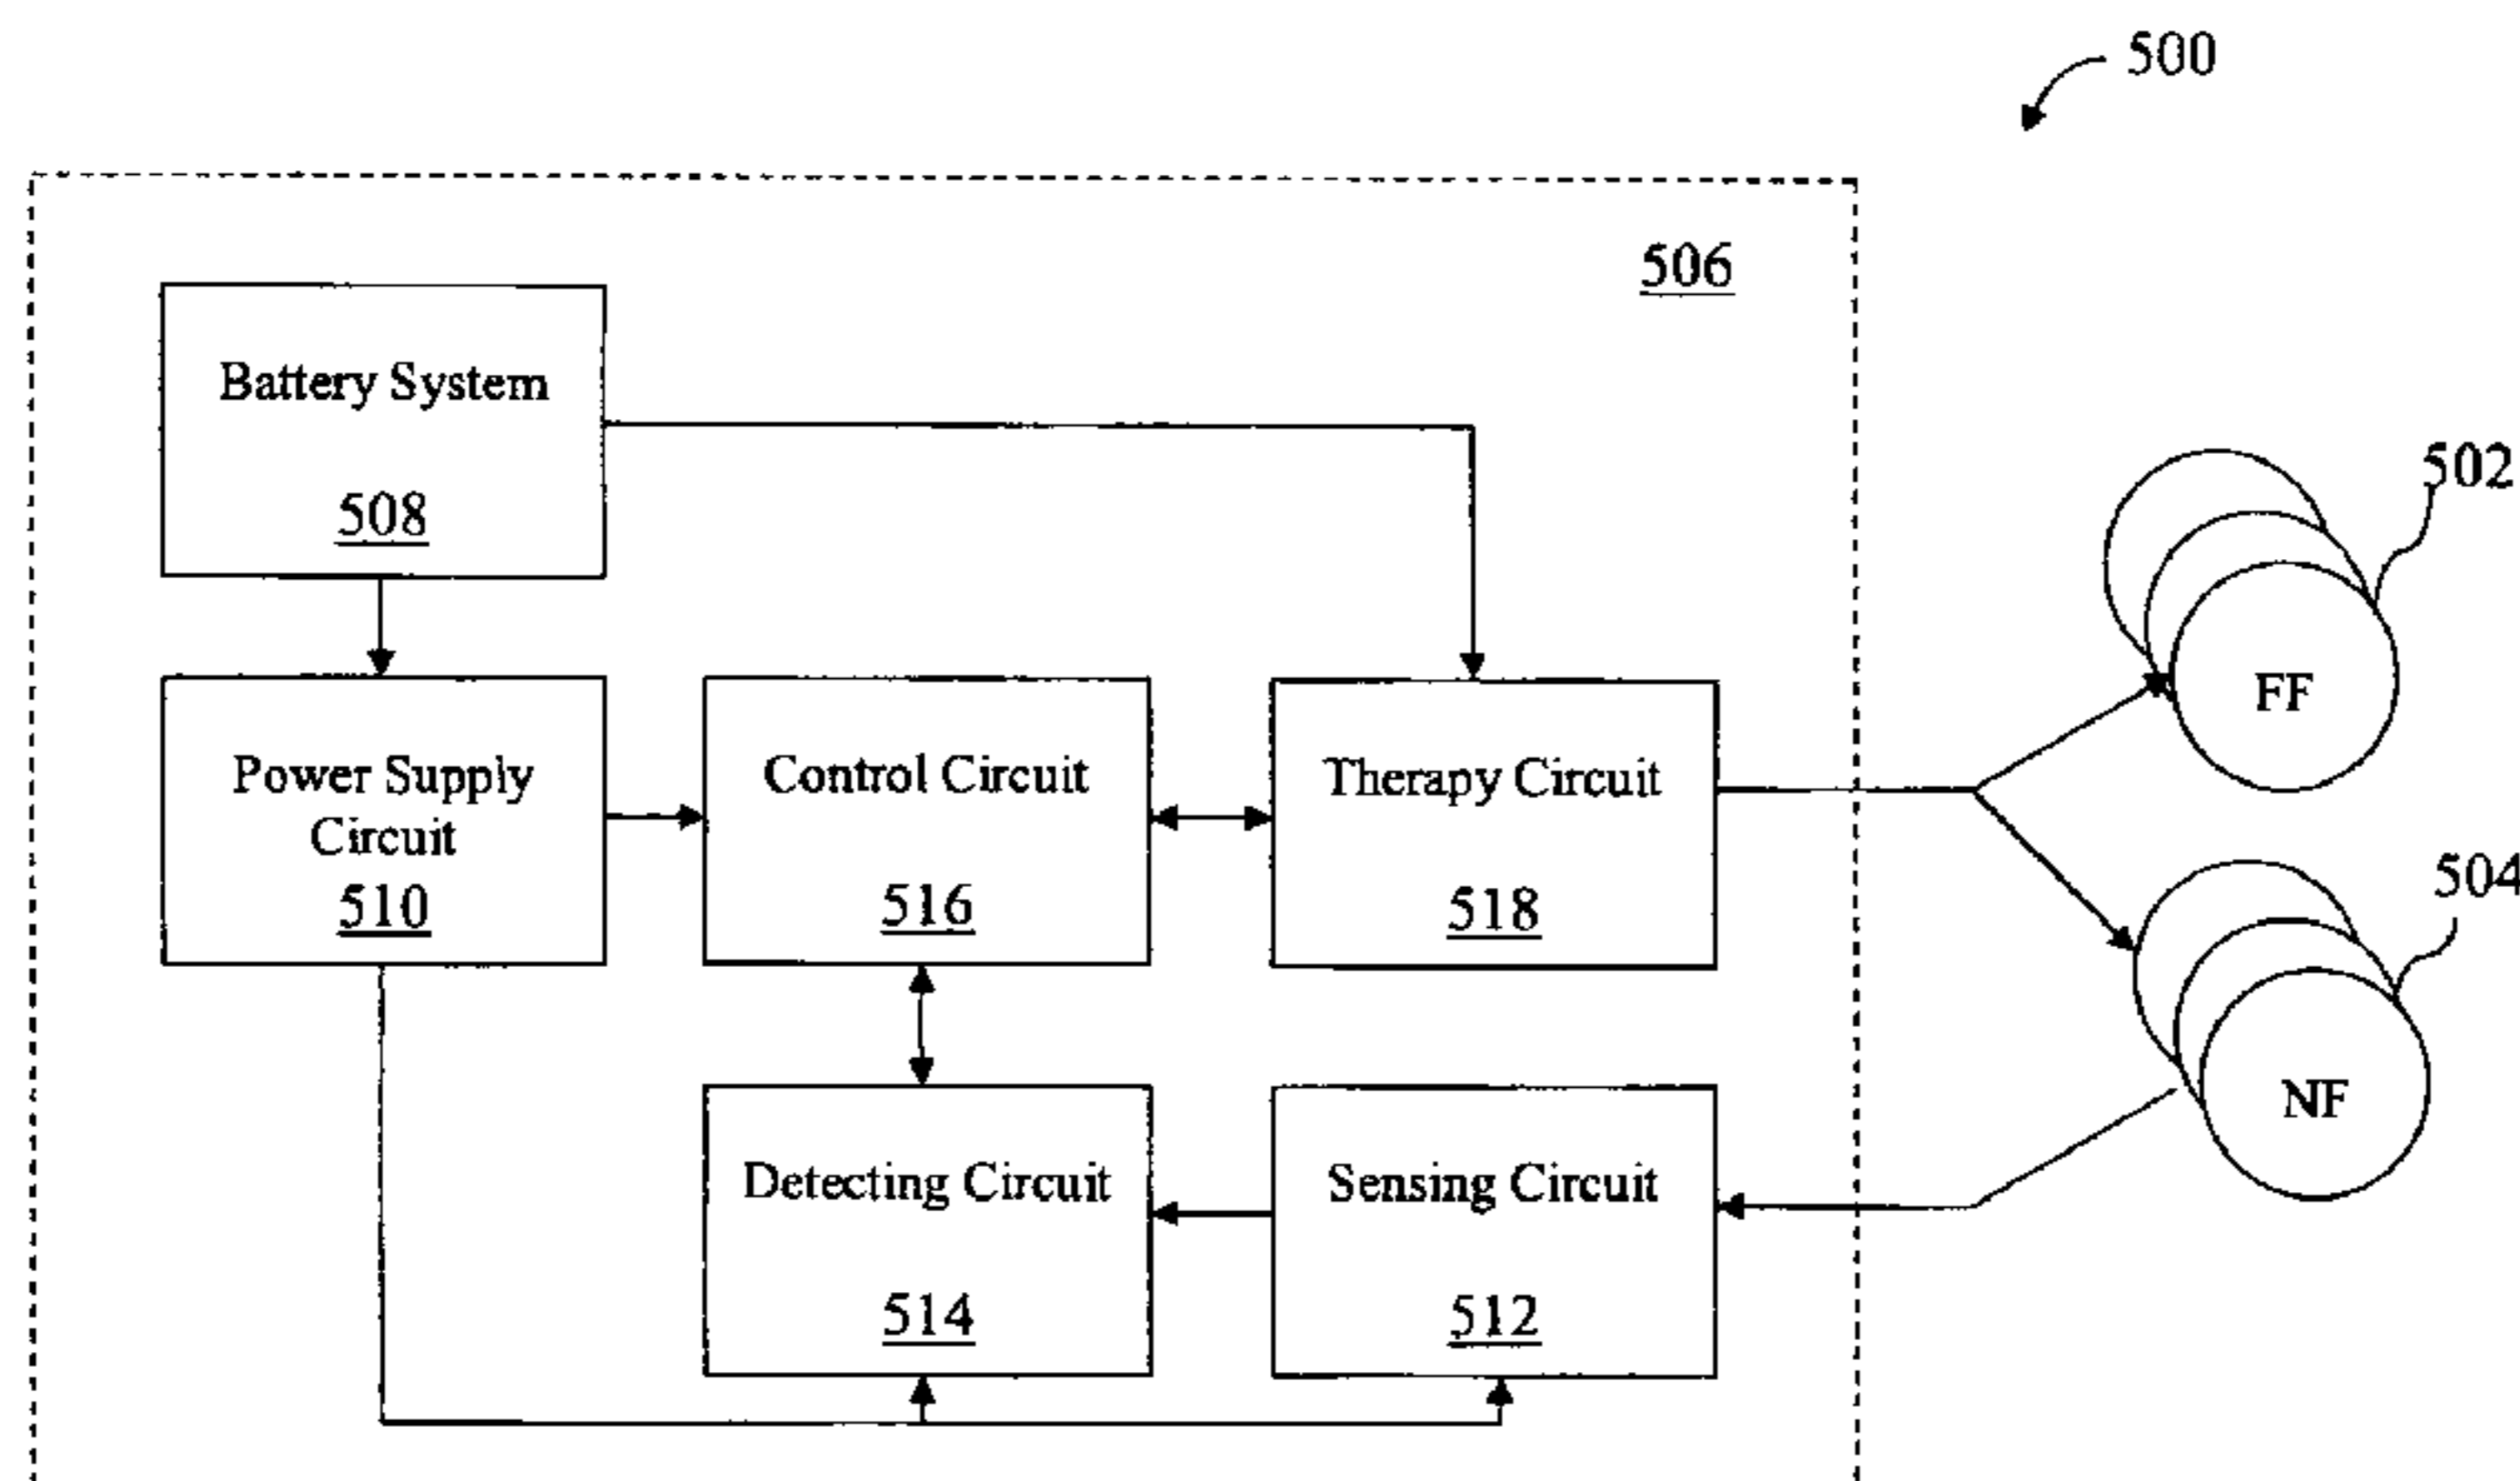 500
506
Battery System
508
502
FF
Power Supply
Circuit
510
Control Circuit
516
Therapy Circuit
518
504
NF
Detecting Circuit
514
Sensing Circuit
512